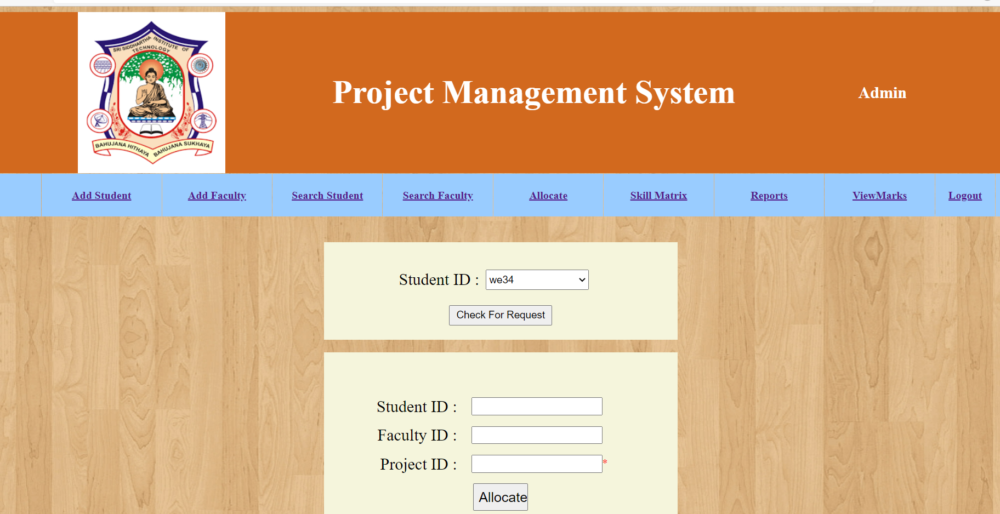 SRI SIDDHARTHA INSTITUTE OF
TECHNOLOGY
BAHUJANA HITHAYA BAHUJANA SUKHAYA
Project Management System
Admin
Add Student Add Faculty Search Student Search Faculty Allocate Skill Matrix Reports ViewMarks Logout
Student ID : we34
Check For Request
Student ID :
Faculty ID :
Project ID : *
Allocate